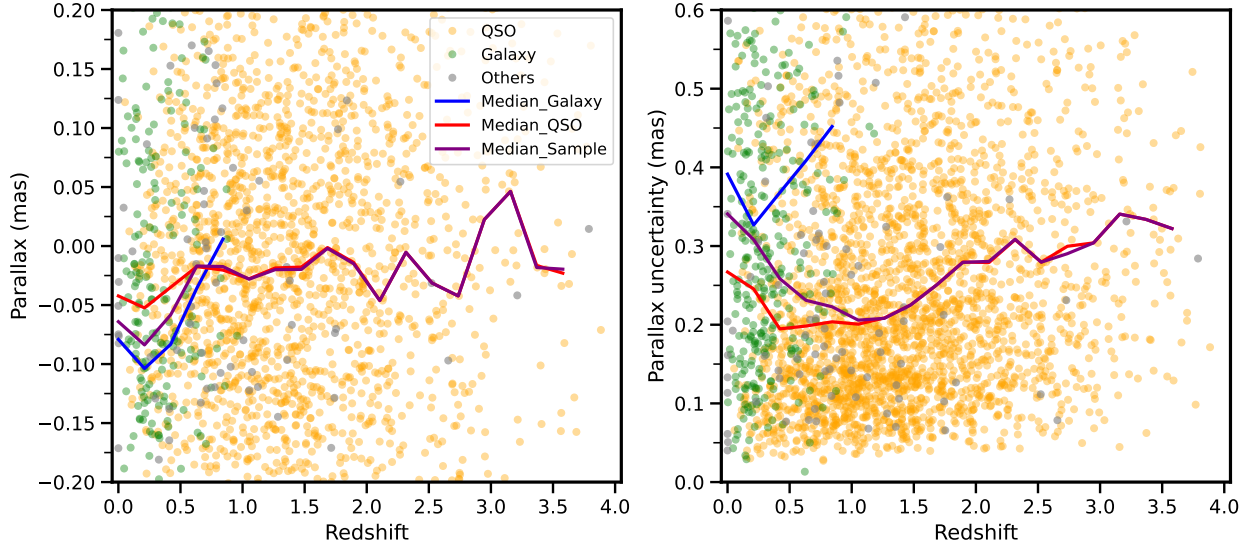 0.20
0.15
0.10
0.05
0.00
−0.05
−0.10
−0.15
−0.20
Parallax (mas)
QSO
Galaxy
Others
Median_Galaxy
Median_QSO
Median_Sample
0.0 0.5 1.0 1.5 2.0 2.5 3.0 3.5 4.0
Redshift
0.6
0.5
0.4
0.3
0.2
0.1
0.0
Parallax uncertainty (mas)
0.0 0.5 1.0 1.5 2.0 2.5 3.0 3.5 4.0
Redshift